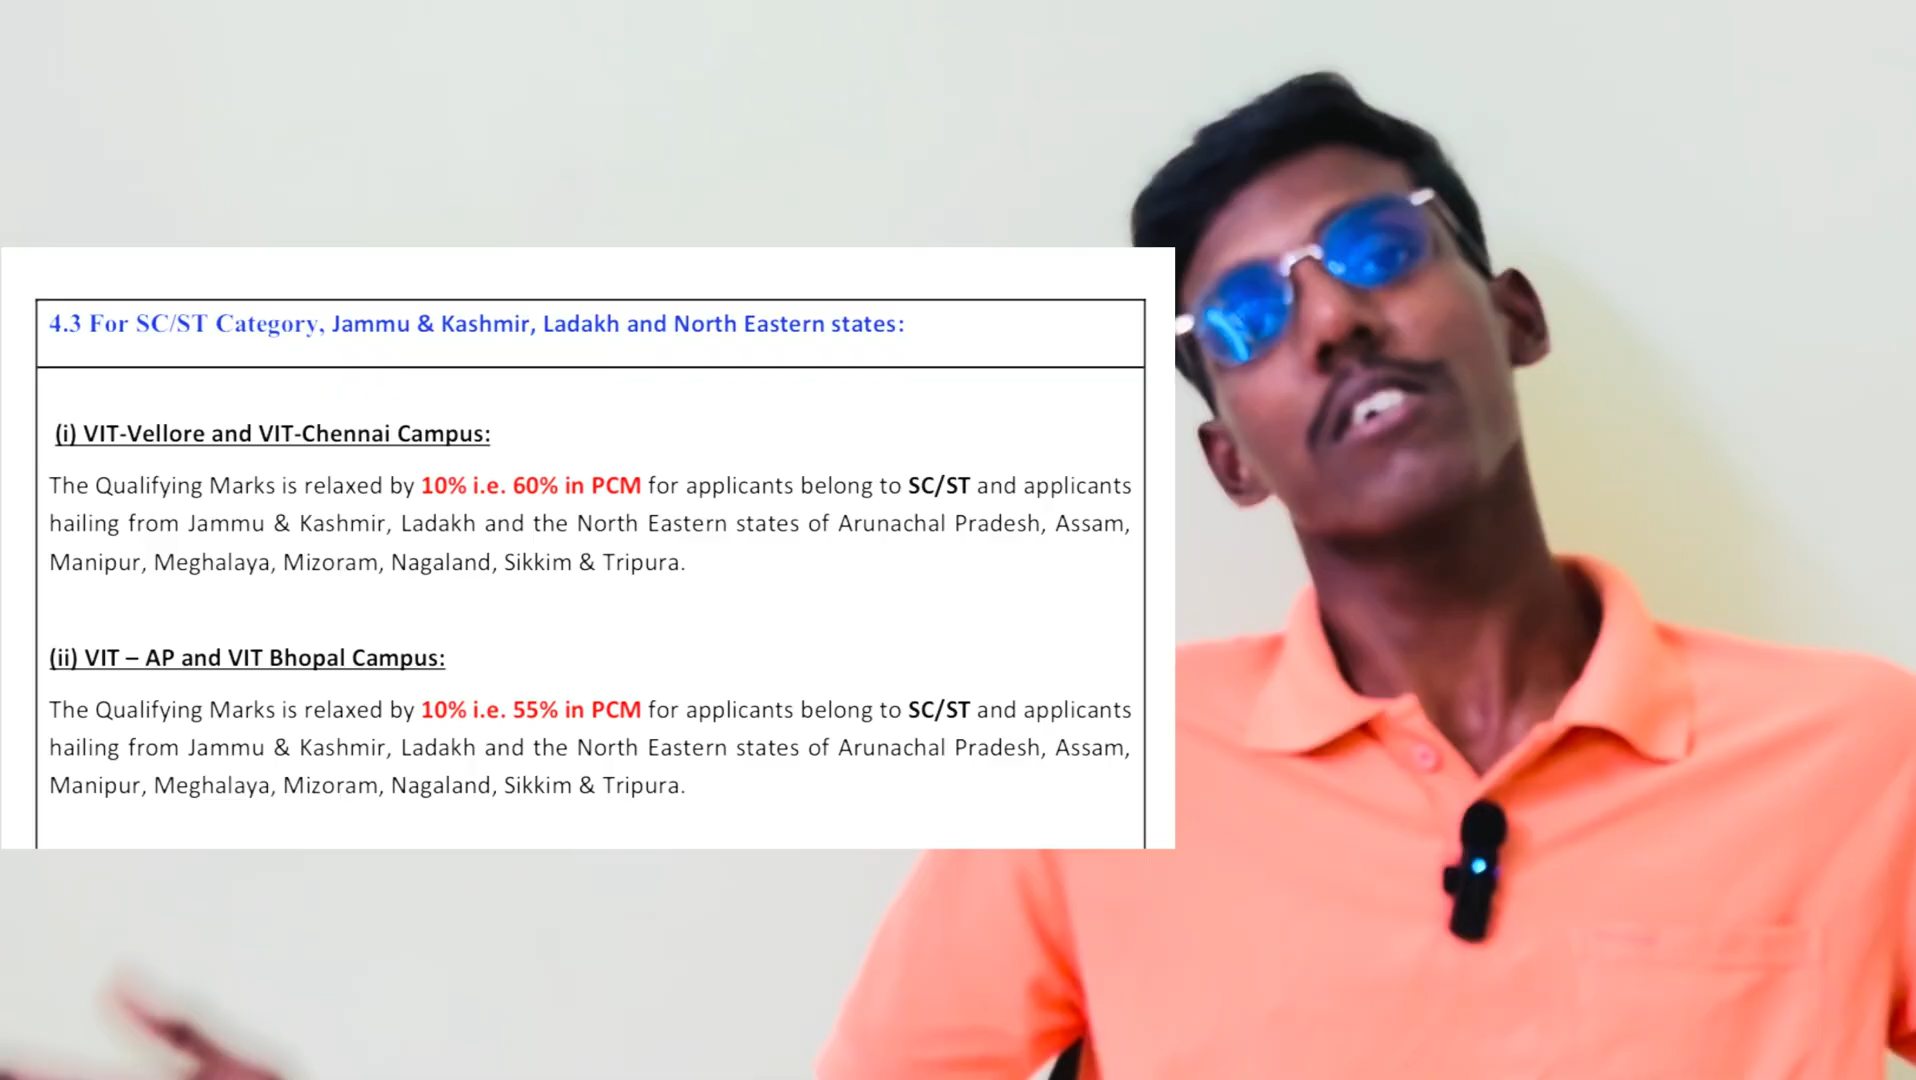 4.3 For SC/ST Category, Jammu & Kashmir, Ladakh and North Eastern states:
(i) VIT-Vellore and VIT-Chennai Campus:
The Qualifying Marks is relaxed by 10% i.e. 60% in PCM for applicants belong to SC/ST and applicants
hailing from Jammu & Kashmir, Ladakh and the North Eastern states of Arunachal Pradesh, Assam,
Manipur, Meghalaya, Mizoram, Nagaland, Sikkim & Tripura.
(ii) VIT – AP and VIT Bhopal Campus:
The Qualifying Marks is relaxed by 10% i.e. 55% in PCM for applicants belong to SC/ST and applicants
hailing from Jammu & Kashmir, Ladakh and the North Eastern states of Arunachal Pradesh, Assam,
Manipur, Meghalaya, Mizoram, Nagaland, Sikkim & Tripura.